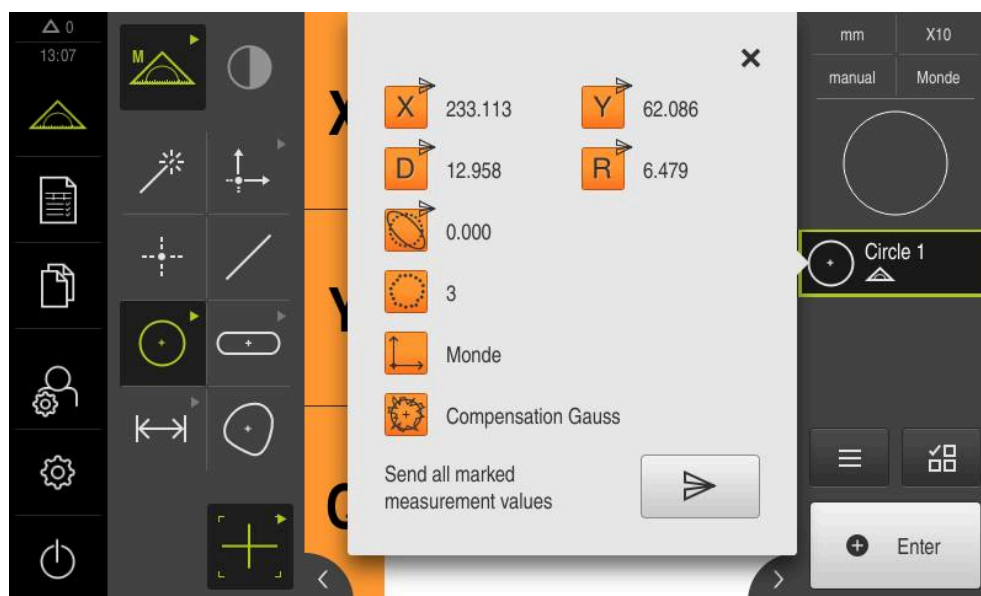 0
13:07
M
X
Y
X 233.113
Y 62.086
D 12.958
R 6.479
0.000
3
Monde
Compensation Gauss
Send all marked
measurement values
mm
X10
manual
Monde
Circle 1
Enter